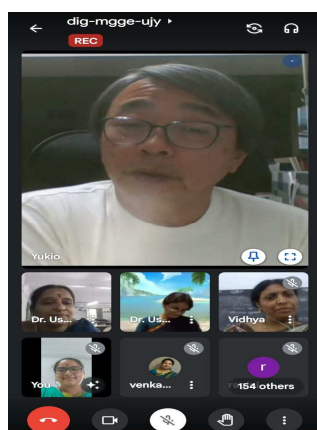 dig-mgge-ujy
REC
Yukio
Dr. Us...
Dr. Us...
Vidhya
You
venka...
r
154 others